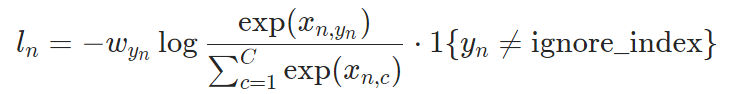 l_n = -w_{y_n} \log \frac{\exp(x_{n,y_n})}{\sum_{c=1}^{C} \exp(x_{n,c})} \cdot 1\{y_n \neq \text{ignore\_index}\}